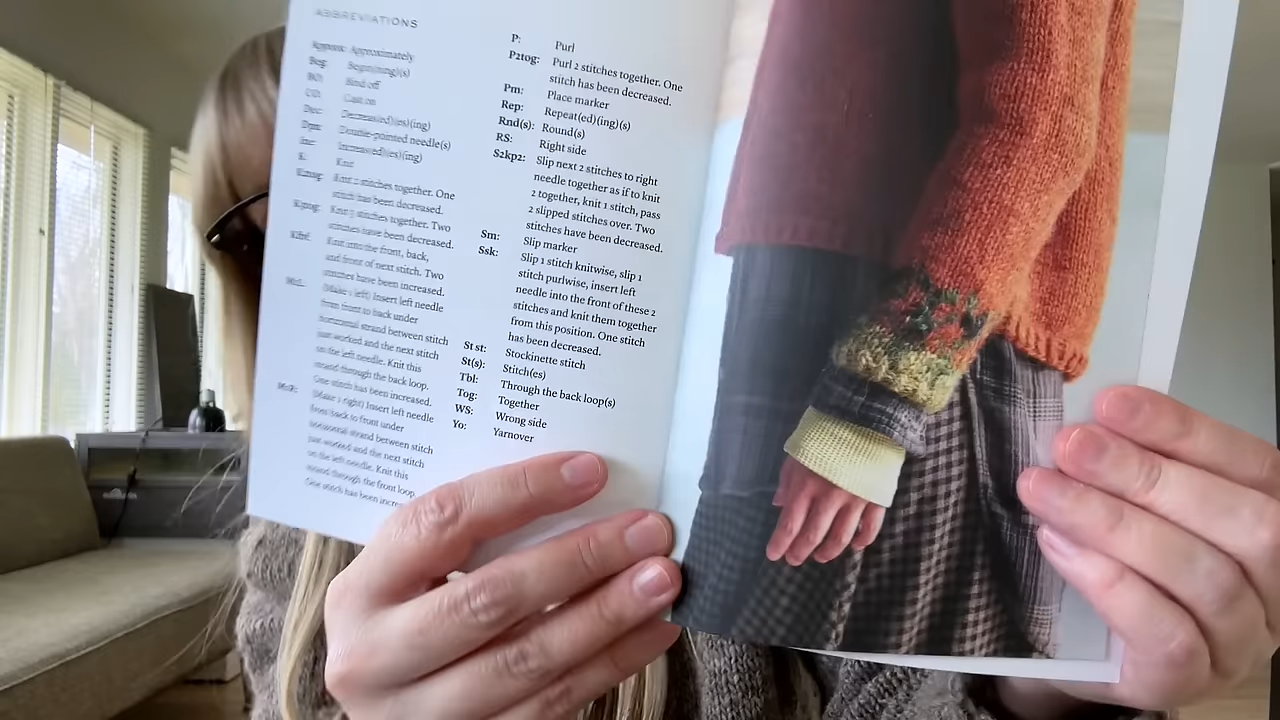 ABBREVIATIONS
Approx: Approximately
Beg: Begin(ning)(s)
BO: Bind off
CO: Cast on
Dec: Decreas(ed)(es)(ing)
Dpn: Double-pointed needle(s)
Inc: Increas(ed)(es)(ing)
K: Knit
K2tog: Knit 2 stitches together. One
stitch has been decreased.
K3tog: Knit 3 stitches together. Two
stitches have been decreased.
Knit into the front, back,
and front of next stitch. Two
stitches have been increased.
M1L: (Make 1 left) Insert left needle
from front to back under
horizontal strand between stitch
just worked and the next stitch
on the left needle. Knit this
strand through the back loop.
One stitch has been increased.
M1R: (Make 1 right) Insert left needle
from back to front under
horizontal strand between stitch
just worked and the next stitch
on the left needle. Knit this
strand through the front loop.
One stitch has been incre
P: Purl
P2tog: Purl 2 stitches together. One
stitch has been decreased.
Pm: Place marker
Rep: Repeat(ed)(ing)(s)
Rnd(s): Round(s)
RS: Right side
S2kp2: Slip next 2 stitches to right
needle together as if to knit
2 together, knit 1 stitch, pass
2 slipped stitches over. Two
stitches have been decreased.
Sm: Slip marker
Ssk: Slip 1 stitch knitwise, slip 1
stitch purlwise, insert left
needle into the front of these 2
stitches and knit them together
from this position. One stitch
has been decreased.
St st: Stockinette stitch
St(s): Stitch(es)
Tbl: Through the back loop(s)
Tog: Together
WS: Wrong side
Yo: Yarnover